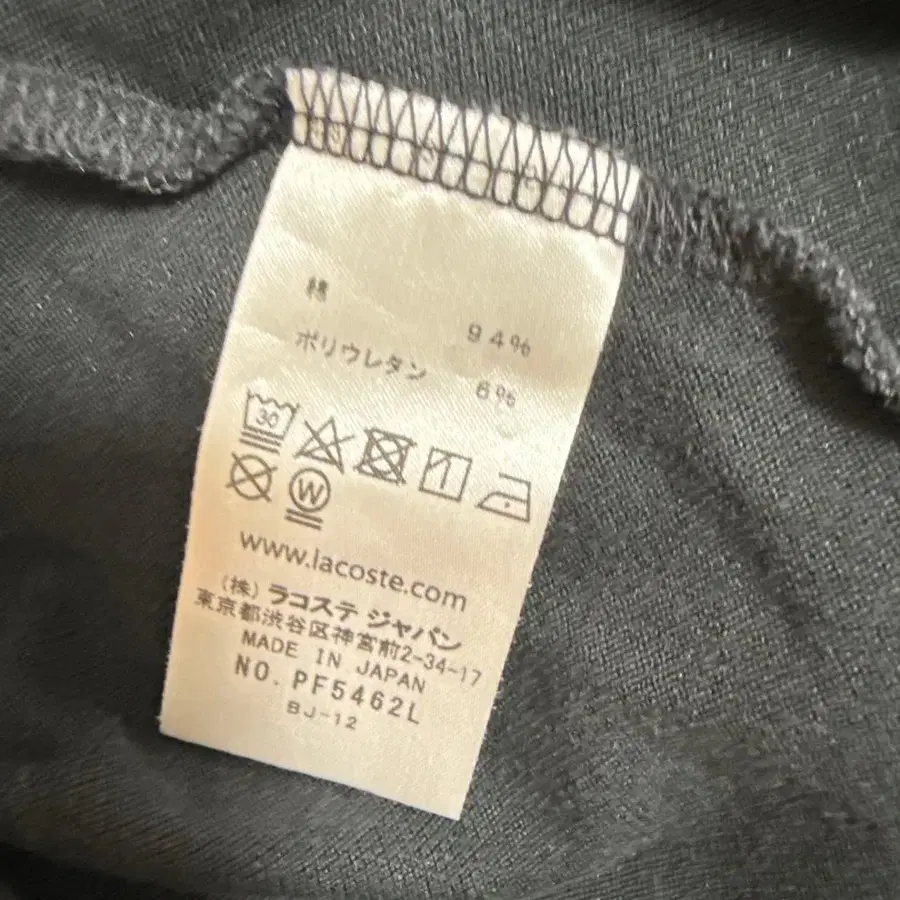 綿 94%
ポリウレタン 6%
30
W
www.lacoste.com
(株) ラコステ ジャパン
東京都渋谷区神宮前2-34-17
MADE IN JAPAN
NO. PF5462L
BJ-12